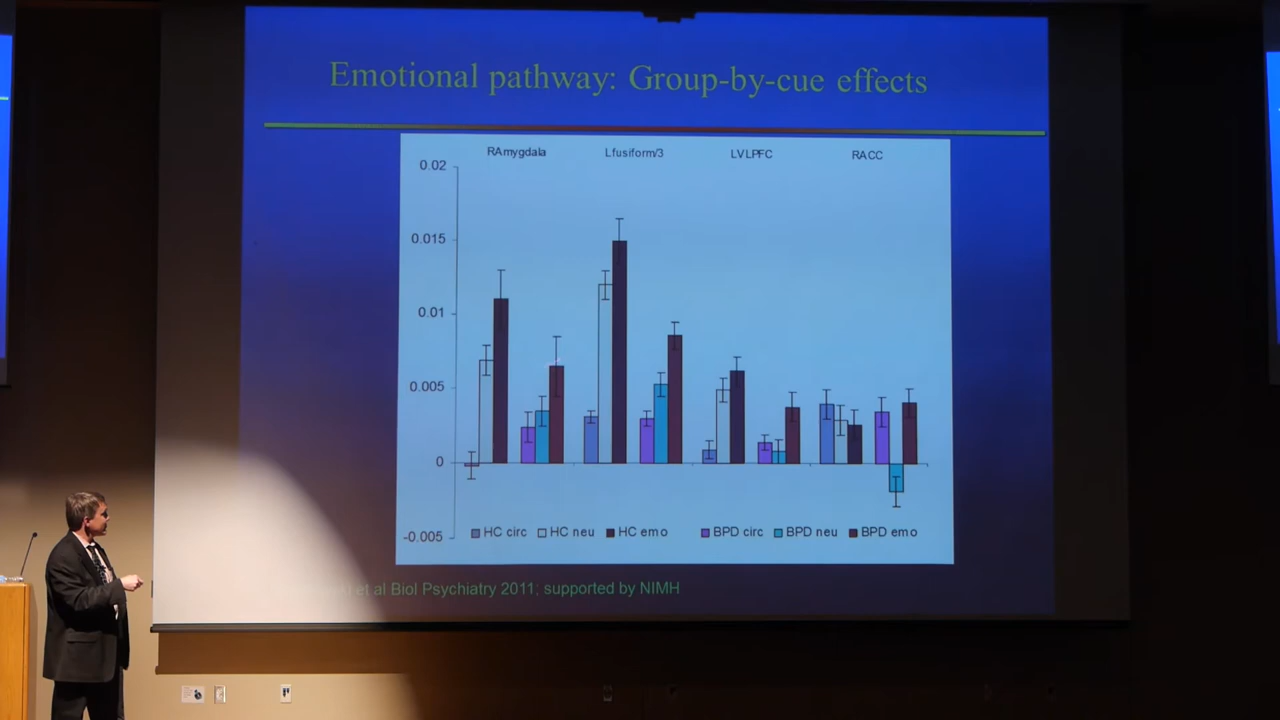 Emotional pathway: Group-by-cue effects
RAmygdala Lfusiform/3 LVLPFC RACC
0.02
0.015
0.01
0.005
0
-0.005
HC circ HC neu HC emo BPD circ BPD neu BPD emo
et al Biol Psychiatry 2011; supported by NIMH